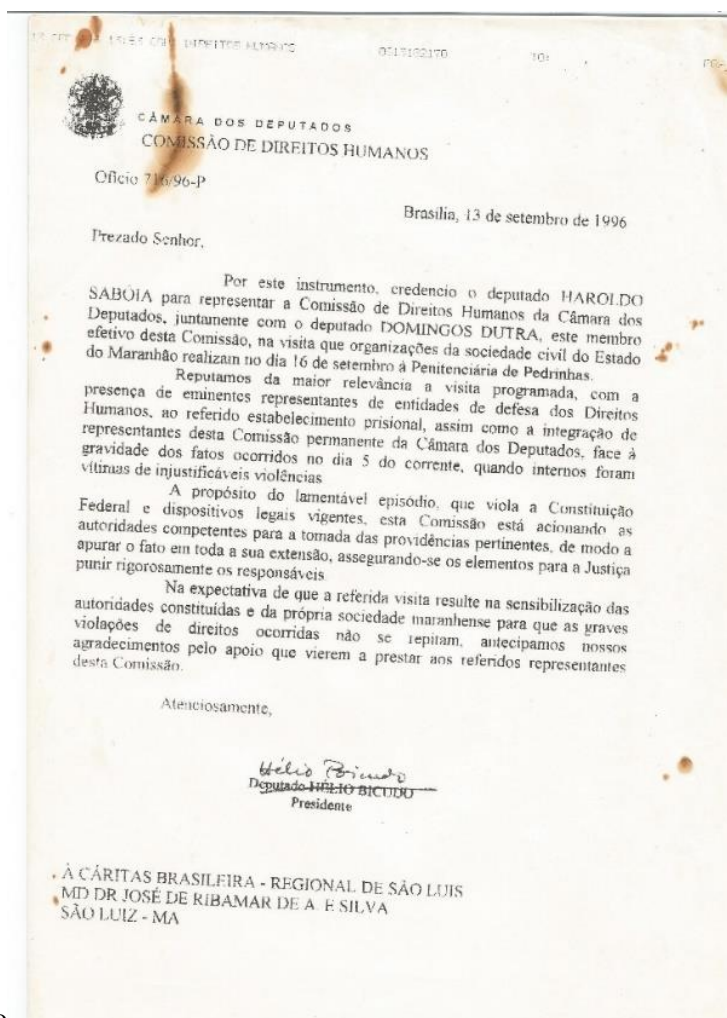 COM DIREITOS HUMANOS 0613182170 TO:
CÂMARA DOS DEPUTADOS
COMISSÃO DE DIREITOS HUMANOS
Ofício 716/96-P
Brasília, 13 de setembro de 1996
Prezado Senhor,
Por este instrumento, credencio o deputado HAROLDO
SABOIA para representar a Comissão de Direitos Humanos da Câmara dos
Deputados, juntamente com o deputado DOMINGOS DUTRA, este membro
efetivo desta Comissão, na visita que organizações da sociedade civil do Estado
do Maranhão realizam no dia 16 de setembro à Penitenciária de Pedrinhas.
Reputamos da maior relevância a visita programada, com a
presença de eminentes representantes de entidades de defesa dos Direitos
Humanos, ao referido estabelecimento prisional, assim como a integração de
representantes desta Comissão permanente da Câmara dos Deputados, face à
gravidade dos fatos ocorridos no dia 5 do corrente, quando internos foram
vítimas de injustificáveis violências
A propósito do lamentável episódio, que viola a Constituição
Federal e dispositivos legais vigentes, esta Comissão está acionando as
autoridades competentes para a tomada das providências pertinentes, de modo a
apurar o fato em toda a sua extensão, assegurando-se os elementos para a Justiça
punir rigorosamente os responsáveis
Na expectativa de que a referida visita resulte na sensibilização das
autoridades constituídas e da própria sociedade maranhense para que as graves
violações de direitos ocorridas não se repitam, antecipamos nossos
agradecimentos pelo apoio que vierem a prestar aos referidos representantes
desta Comissão.
Atenciosamente,
Hélio Bicudo
Deputado HÉLIO BICUDO
Presidente
À CÁRITAS BRASILEIRA - REGIONAL DE SÃO LUIS
MD DR JOSÉ DE RIBAMAR DE A. E SILVA
SÃO LUIZ - MA